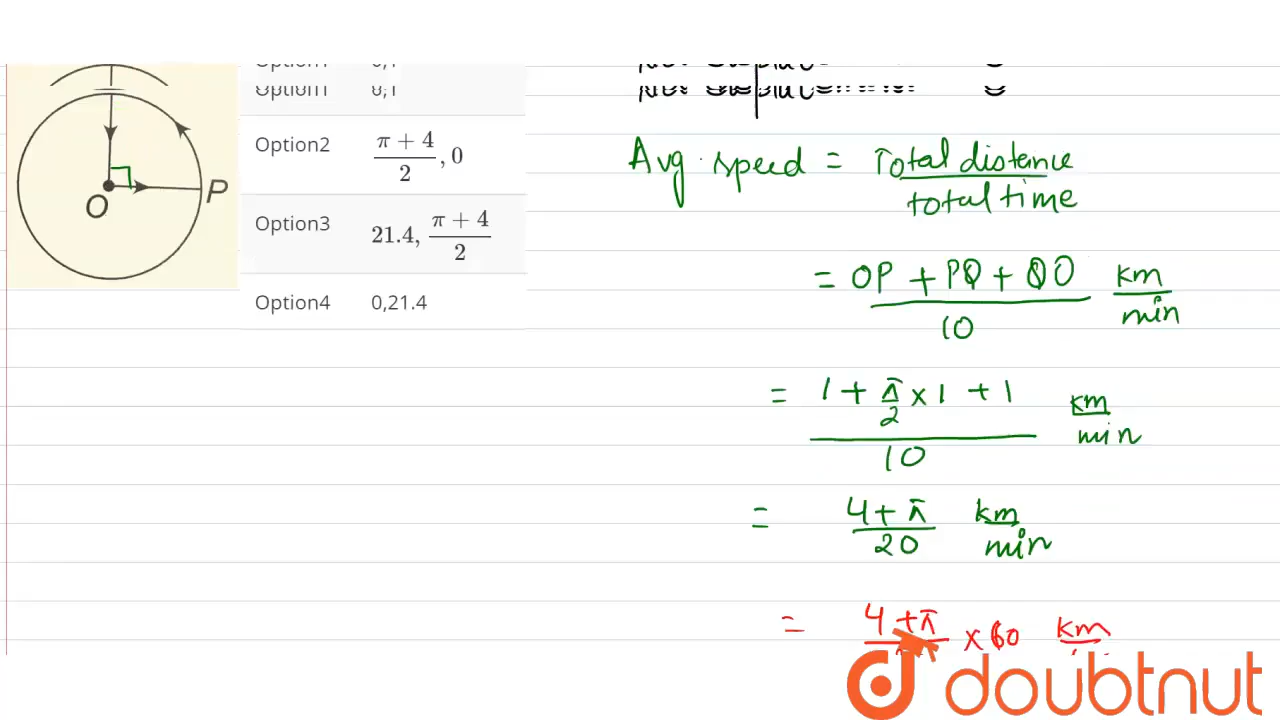 Option1 0,1
Option2 π + 4 / 2 , 0
Option3 21.4, π + 4 / 2
Option4 0,21.4
O
P
Avg. speed = Total distance / total time
= OP + PQ + QO / 10 km / min
= 1 + π/2 × 1 + 1 / 10 km / min
= 4 + π / 20 km / min
= 4 + π × 60 km
doubtnut